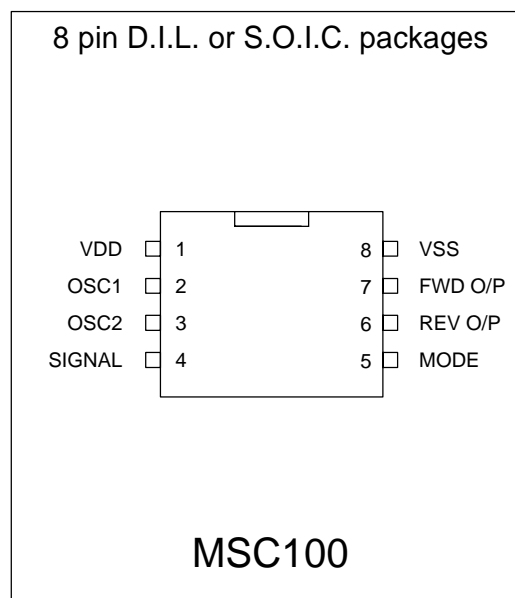 8 pin D.I.L. or S.O.I.C. packages
VDD 1 8 VSS
OSC1 2 7 FWD O/P
OSC2 3 6 REV O/P
SIGNAL 4 5 MODE
MSC100